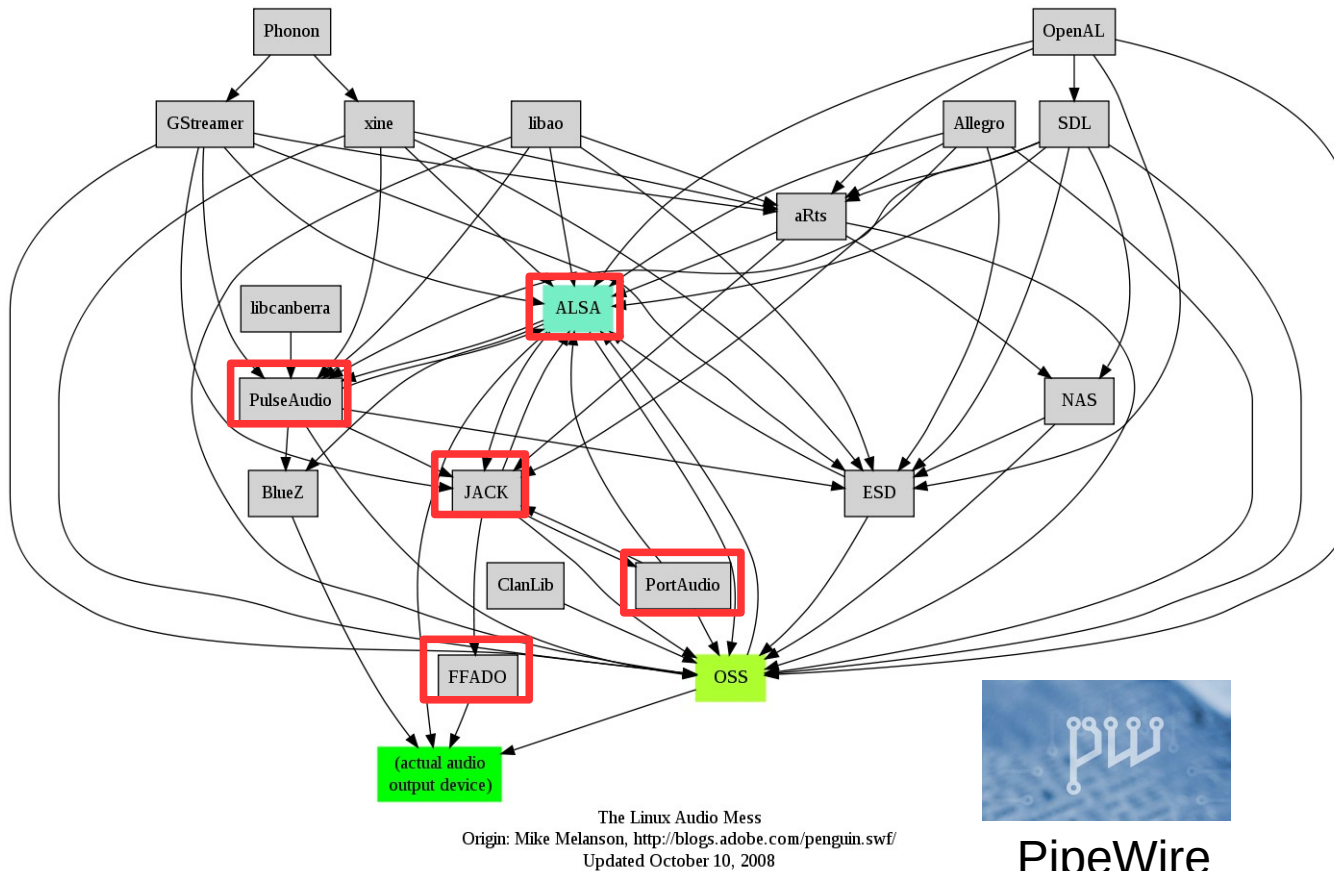 Phonon
OpenAL
GStreamer
xine
libao
Allegro
SDL
aRts
libcanberra
ALSA
PulseAudio
NAS
BlueZ
JACK
ESD
ClanLib
PortAudio
FFADO
OSS
(actual audio
output device)
The Linux Audio Mess
Origin: Mike Melanson, http://blogs.adobe.com/penguin.swf/
Updated October 10, 2008
pw
PipeWire